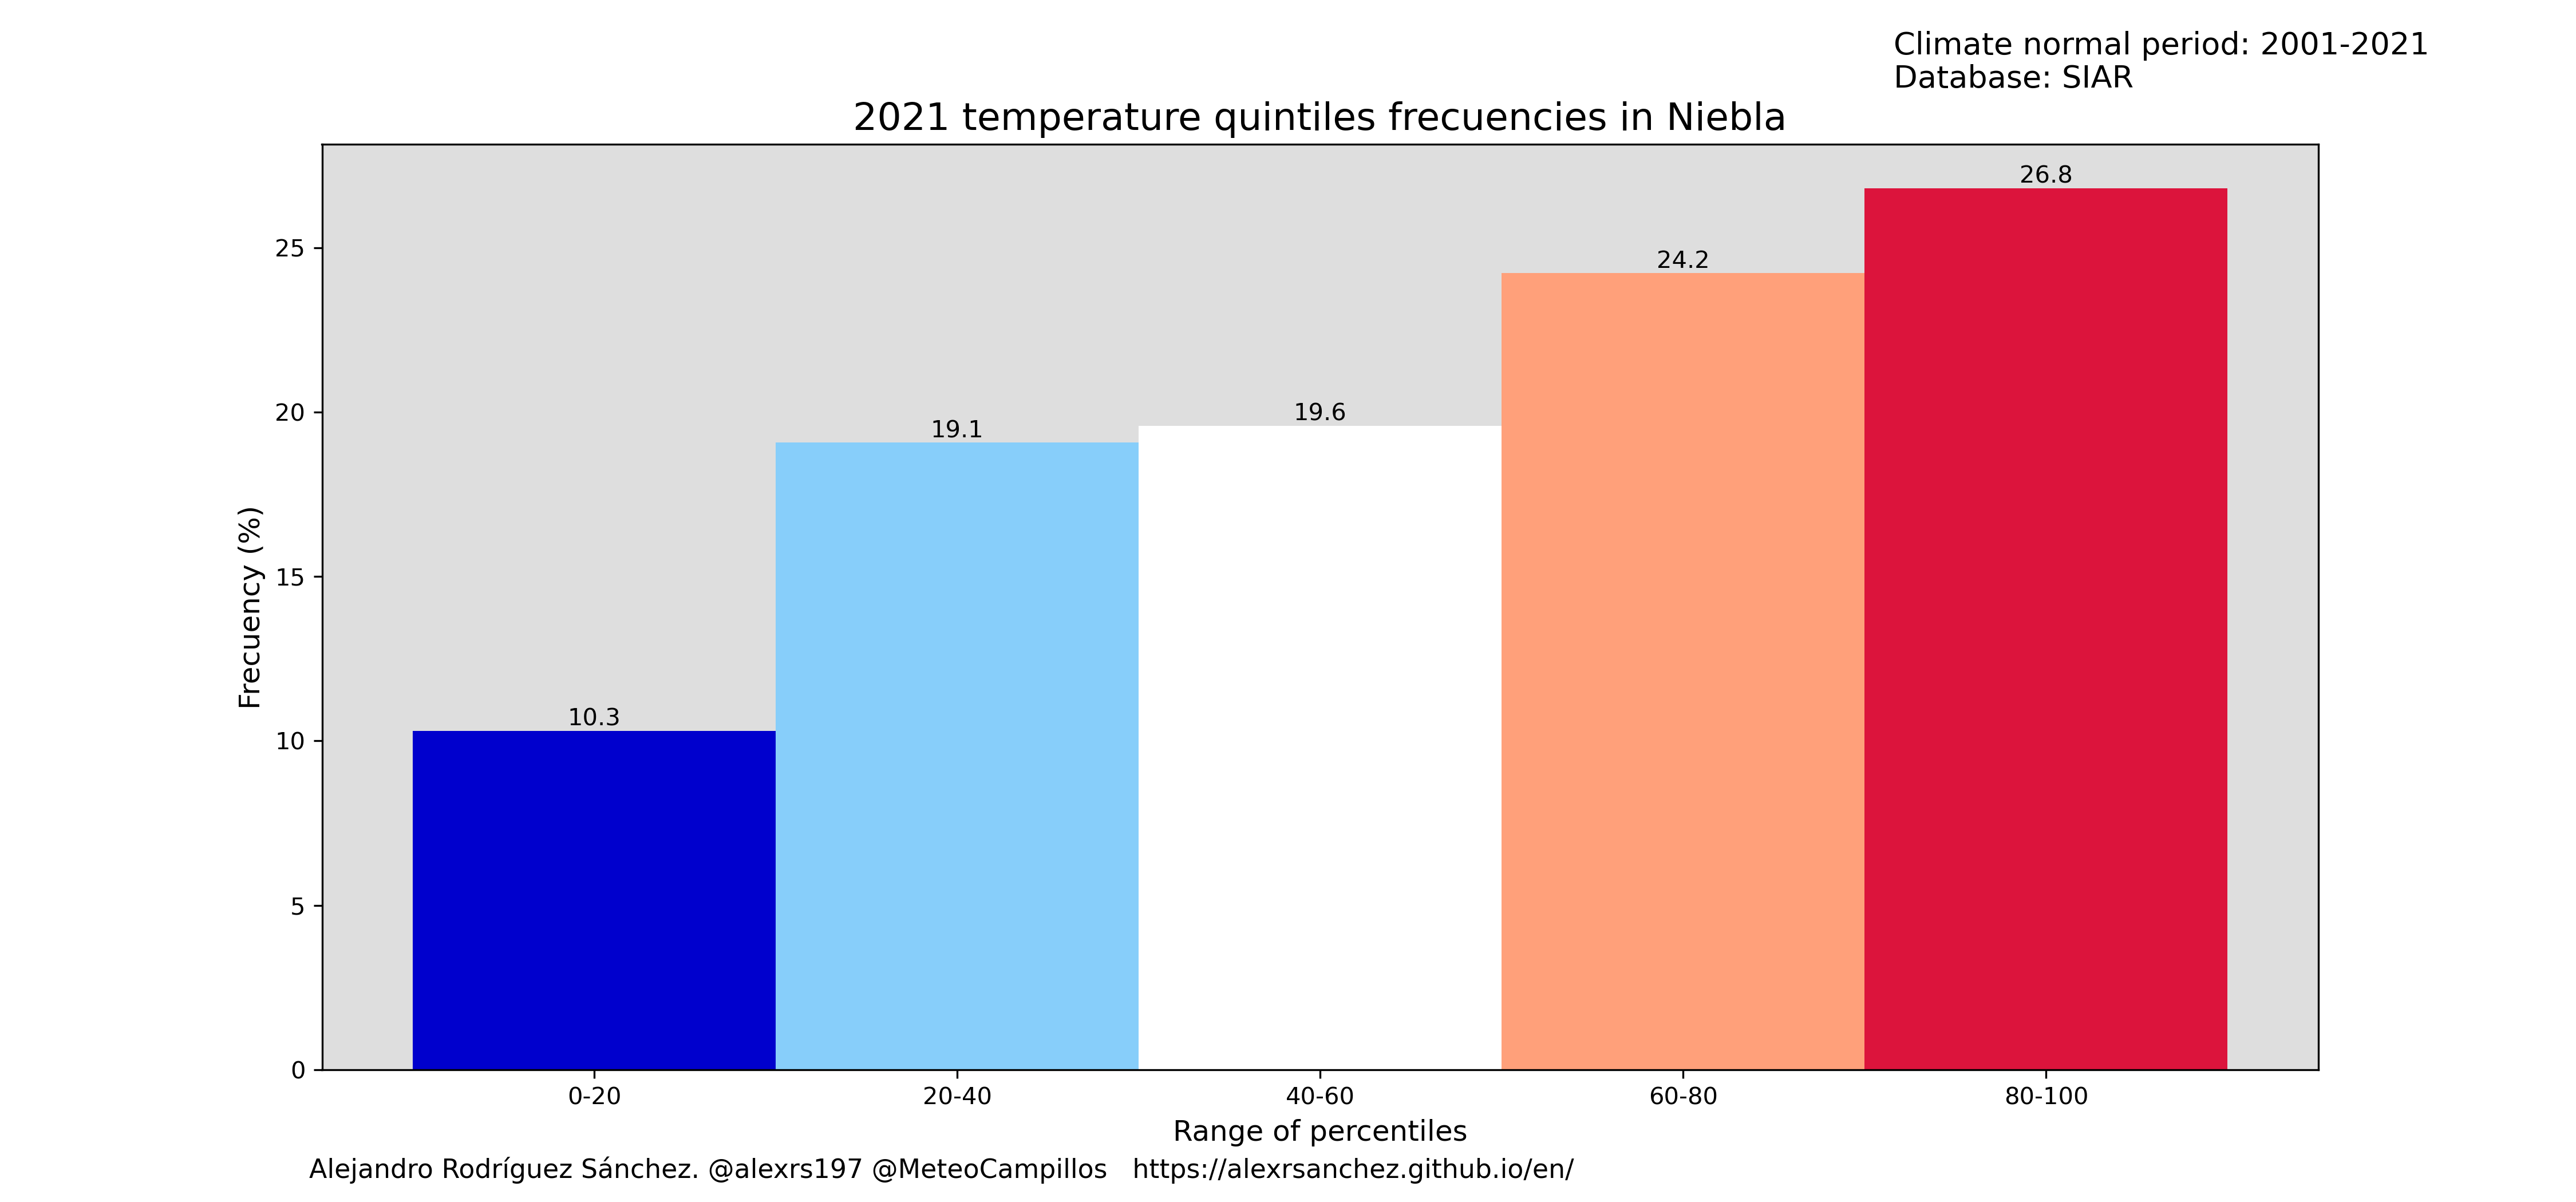 Climate normal period: 2001-2021
Database: SIAR
2021 temperature quintiles frecuencies in Niebla
26.8
24.2
19.6
19.1
10.3
25
20
15
10
5
0
Frecuency (%)
0-20 20-40 40-60 60-80 80-100
Range of percentiles
Alejandro Rodríguez Sánchez. @alexrs197 @MeteoCampillos https://alexrsanchez.github.io/en/